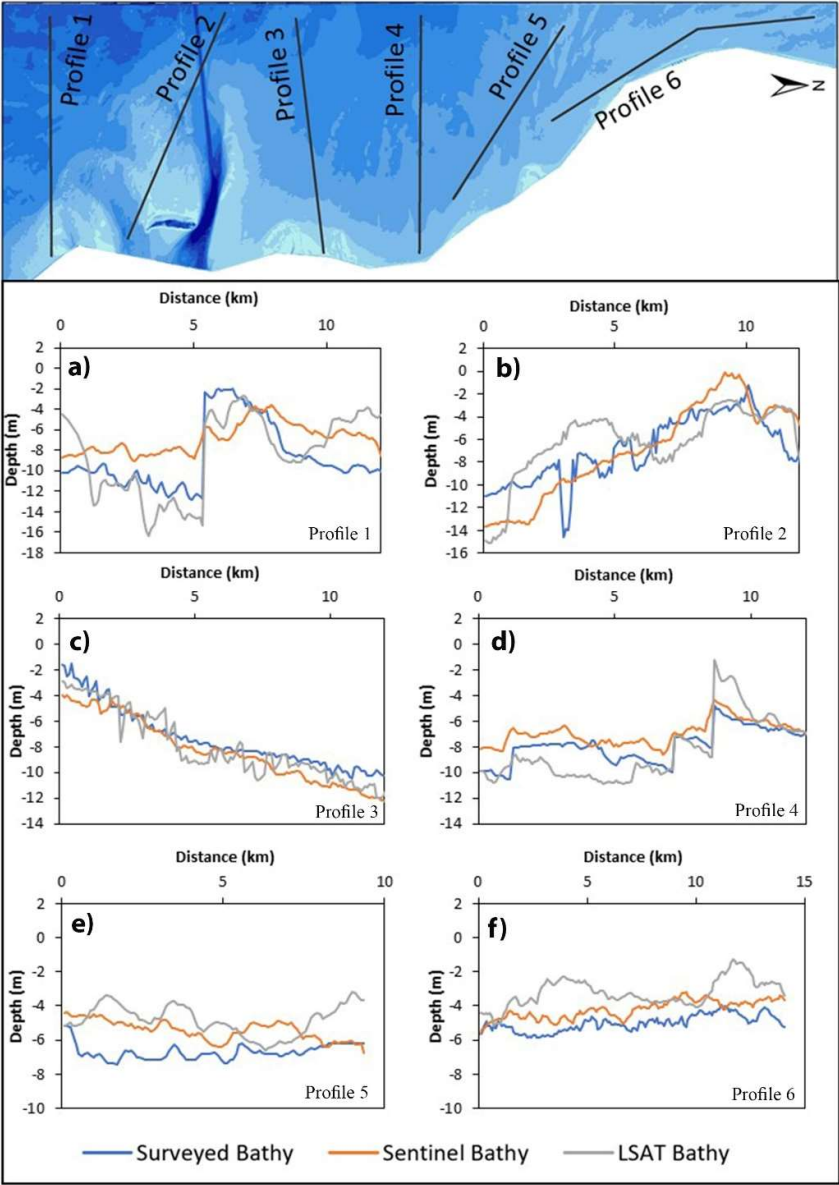 Profile 1
Profile 2
Profile 3
Profile 4
Profile 5
Profile 6
N
Distance (km)
0 5 10
2
0
-2
-4
-6
-8
-10
-12
-14
-16
-18
Depth (m)
a)
Profile 1
Distance (km)
0 5 10
2
0
-2
-4
-6
-8
-10
-12
-14
-16
Depth (m)
b)
Profile 2
Distance (km)
0 5 10
2
0
-2
-4
-6
-8
-10
-12
-14
Depth (m)
c)
Profile 3
Distance (km)
0 5 10
2
0
-2
-4
-6
-8
-10
-12
-14
Depth (m)
d)
Profile 4
Distance (km)
0 5 10
2
0
-2
-4
-6
-8
-10
Depth (m)
e)
Profile 5
Distance (km)
0 5 10 15
2
0
-2
-4
-6
-8
-10
Depth (m)
f)
Profile 6
Surveyed Bathy Sentinel Bathy LSAT Bathy